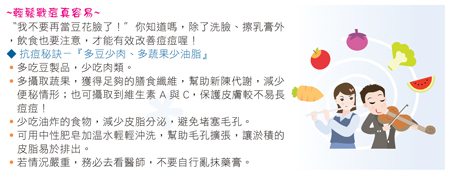 ~輕鬆戰痘真容易~
“我不要再當豆花臉了！”你知道嗎，除了洗臉、擦乳膏外
，飲食也要注意，才能有效改善痘痘喔！
◆ 抗痘秘訣－『多豆少肉、多蔬果少油脂』
• 多吃豆製品，少吃肉類。
• 多攝取蔬果，獲得足夠的膳食纖維，幫助新陳代謝，減少
便秘情形；也可攝取到維生素 A 與 C，保護皮膚較不易長
痘痘！
• 少吃油炸的食物，減少皮脂分泌，避免堵塞毛孔。
• 可用中性肥皂加溫水輕輕沖洗，幫助毛孔擴張，讓淤積的
皮脂易於排出。
• 若情況嚴重，務必去看醫師，不要自行亂抹藥膏。